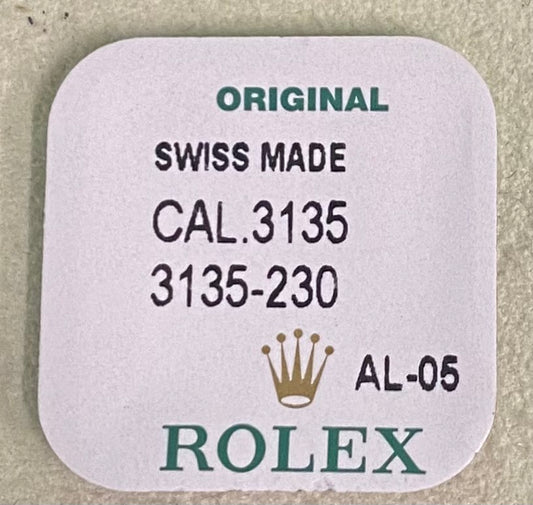 ORIGINAL
SWISS MADE
CAL.3135
3135-230
AL-05
ROLEX